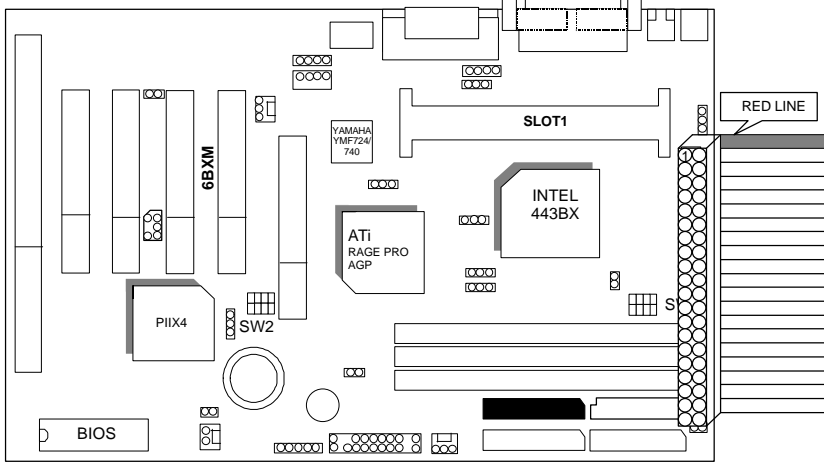 RED LINE
SLOT1
YAMAHA
YMF724/
740
6BXM
1
INTEL
443BX
ATi
RAGE PRO
AGP
PIIX4
SW2
BIOS